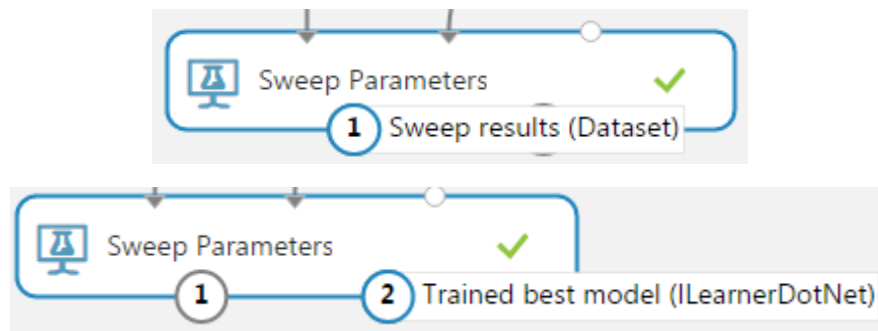 Sweep Parameters
1 Sweep results (Dataset)
Sweep Parameters
1 2 Trained best model (ILearnerDotNet)